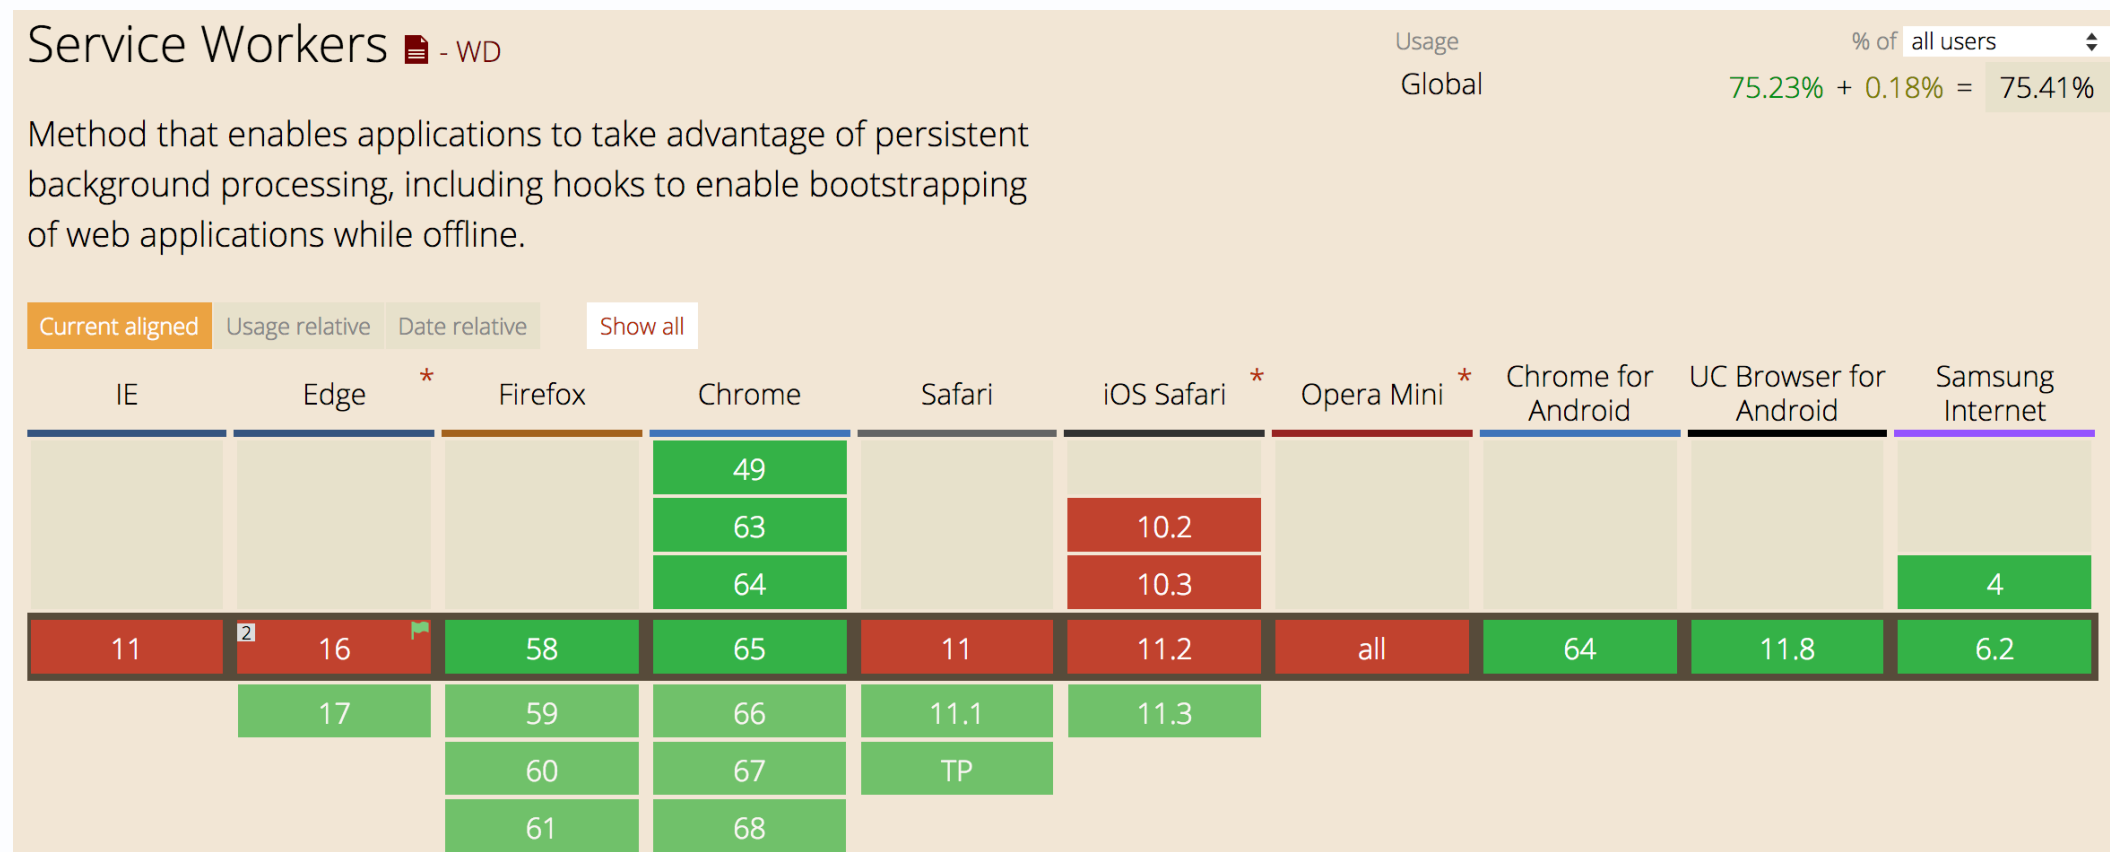 Service Workers - WD
Usage % of all users
Global 75.23% + 0.18% = 75.41%
Method that enables applications to take advantage of persistent
background processing, including hooks to enable bootstrapping
of web applications while offline.
Current aligned Usage relative Date relative Show all
IE Edge * Firefox Chrome Safari iOS Safari * Opera Mini * Chrome for Android UC Browser for Android Samsung Internet
49
63 10.2
64 10.3 4
11 2 16 58 65 11 11.2 all 64 11.8 6.2
17 59 66 11.1 11.3
60 67 TP
61 68